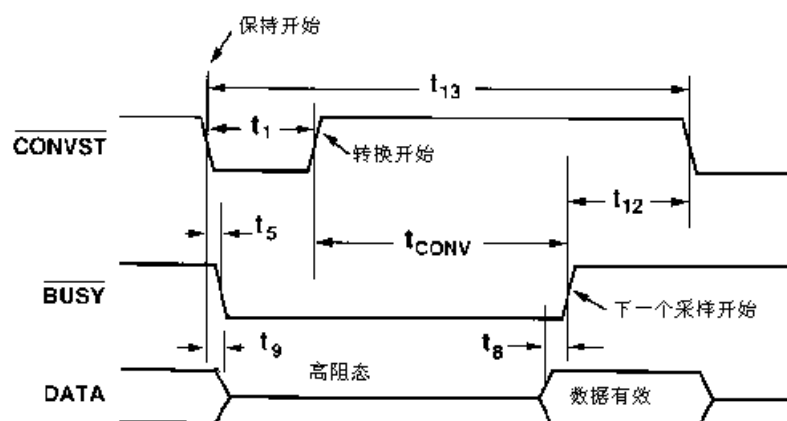 保持开始
t13
t1
CONVST
转换开始
t12
t5
tCONV
BUSY
下一个采样开始
t9
t8
高阻态
DATA
数据有效